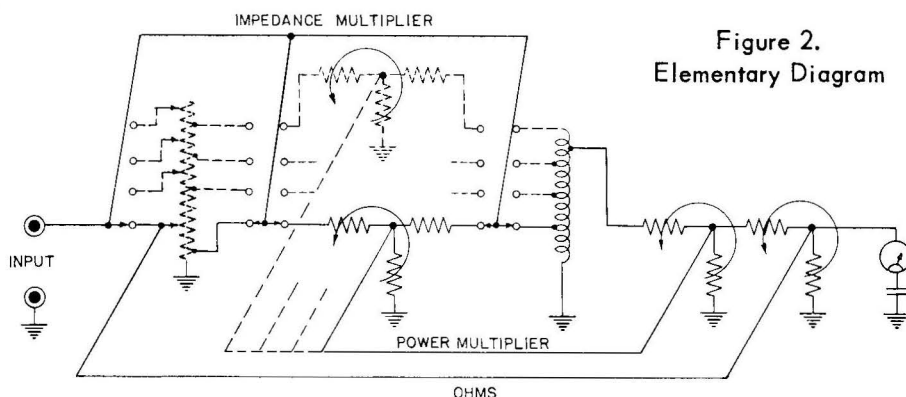 IMPEDANCE MULTIPLIER
Figure 2.
Elementary Diagram
INPUT
POWER MULTIPLIER
OHMS